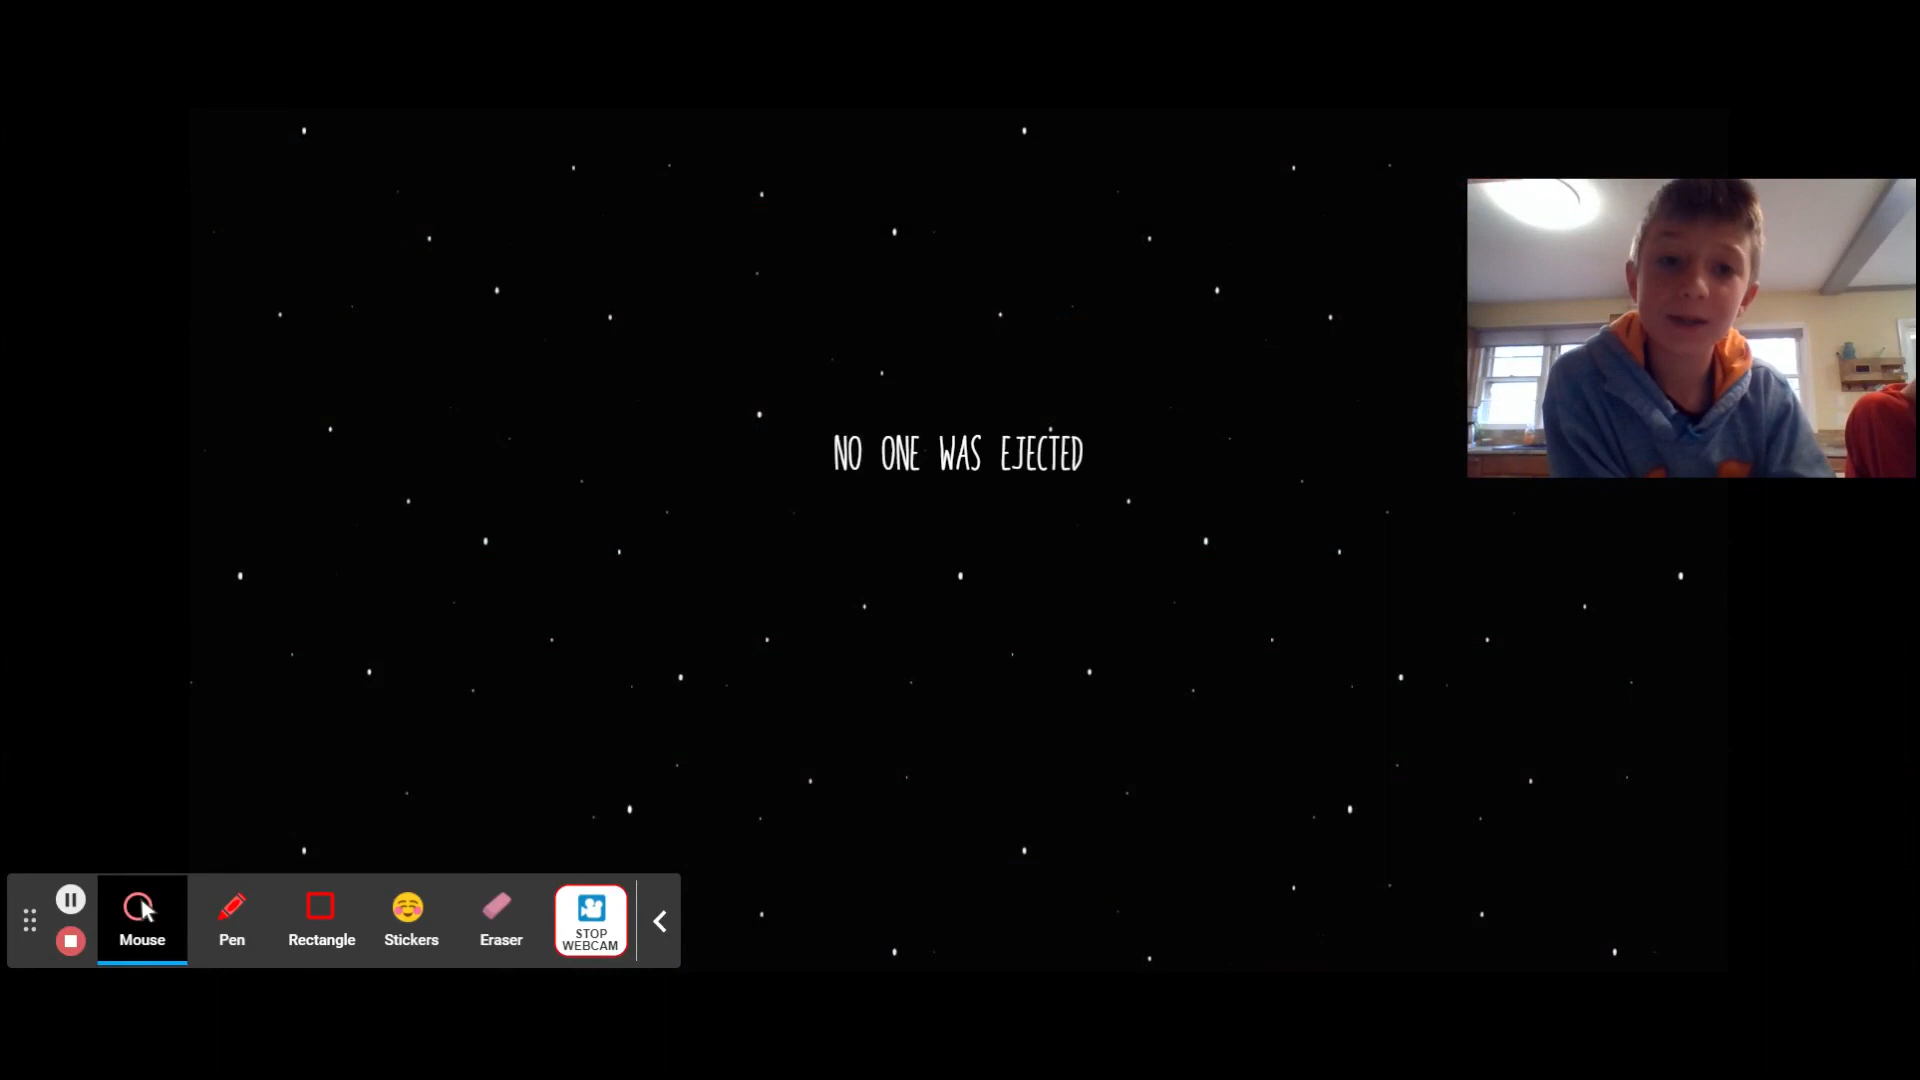 NO ONE WAS EJECTED
Mouse
Pen
Rectangle
Stickers
Eraser
STOP
WEBCAM